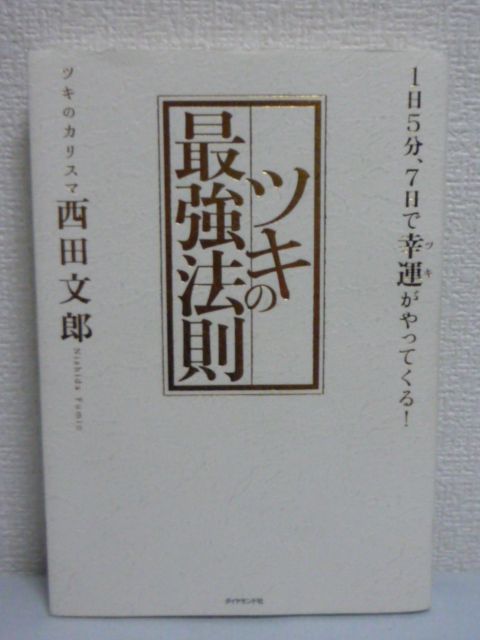 1日5分、7日で幸運がやってくる!
ツキ
ツキの
最強法則
ツキのカリスマ
西田文郎
Nishida Fumio
ダイヤモンド社